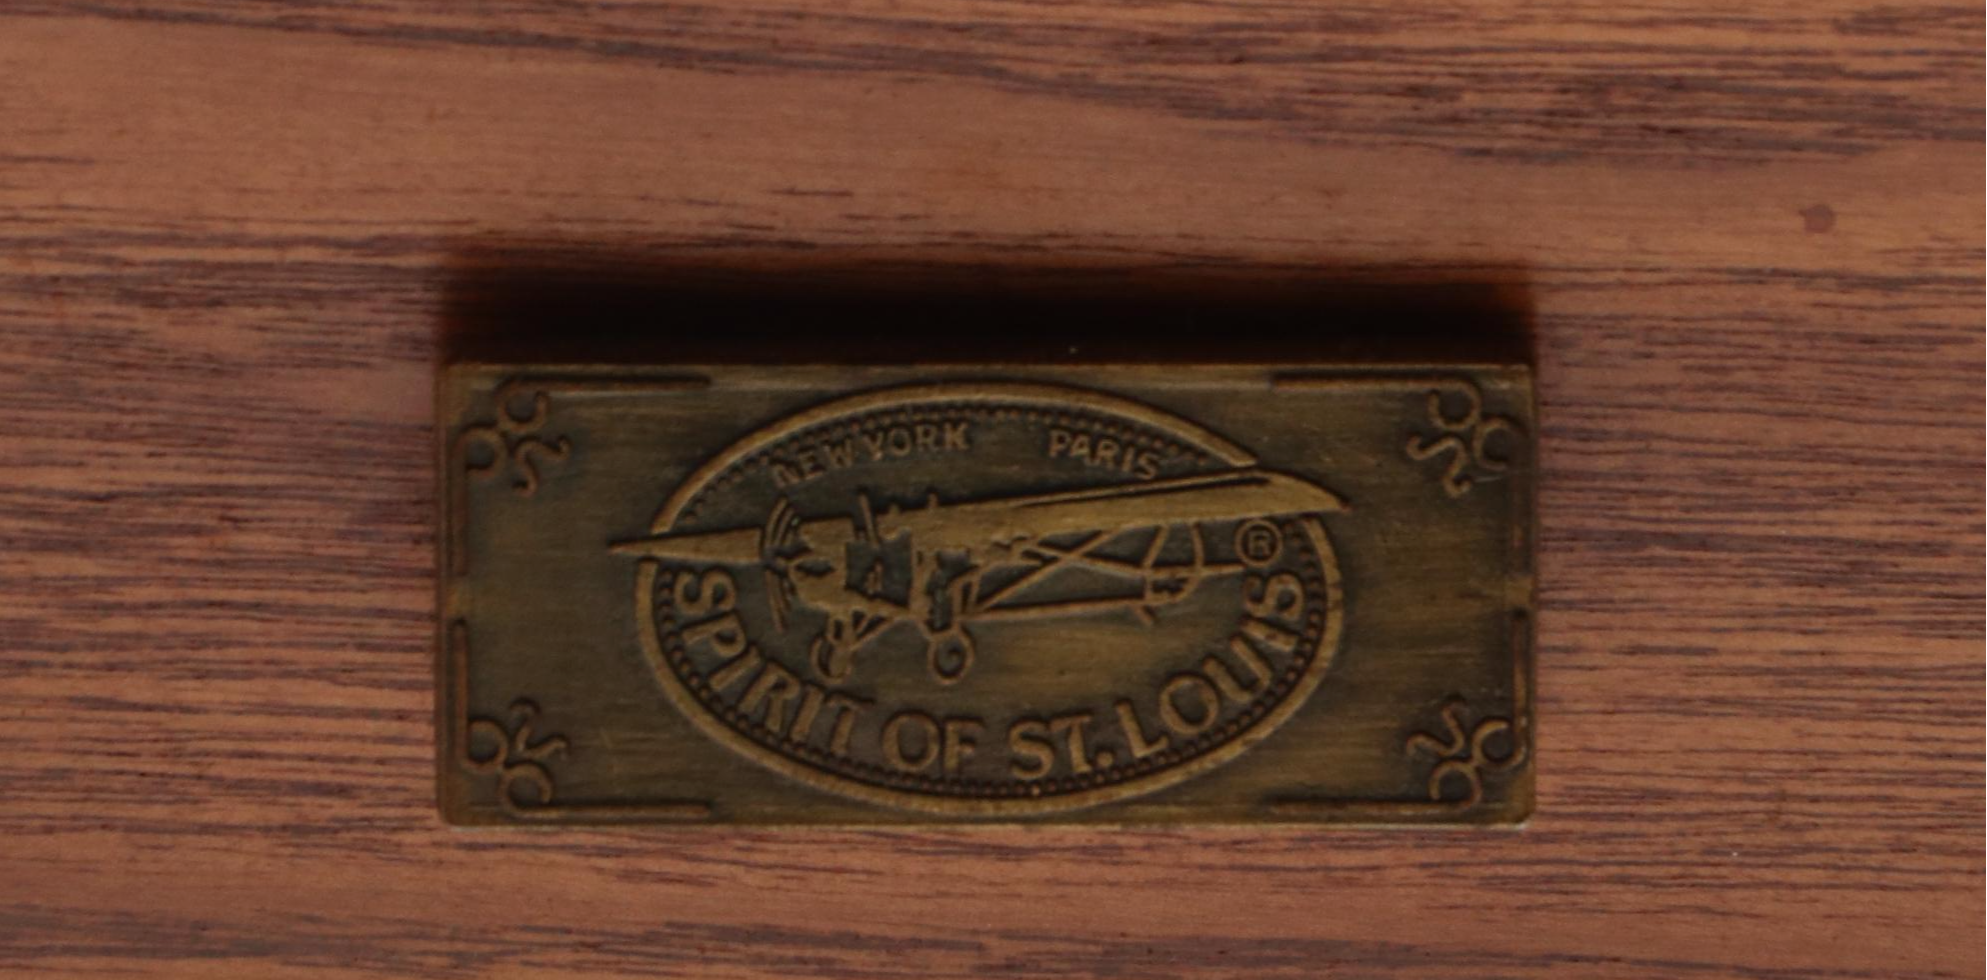 NEW YORK PARIS
®
SPIRIT OF ST. LOUIS